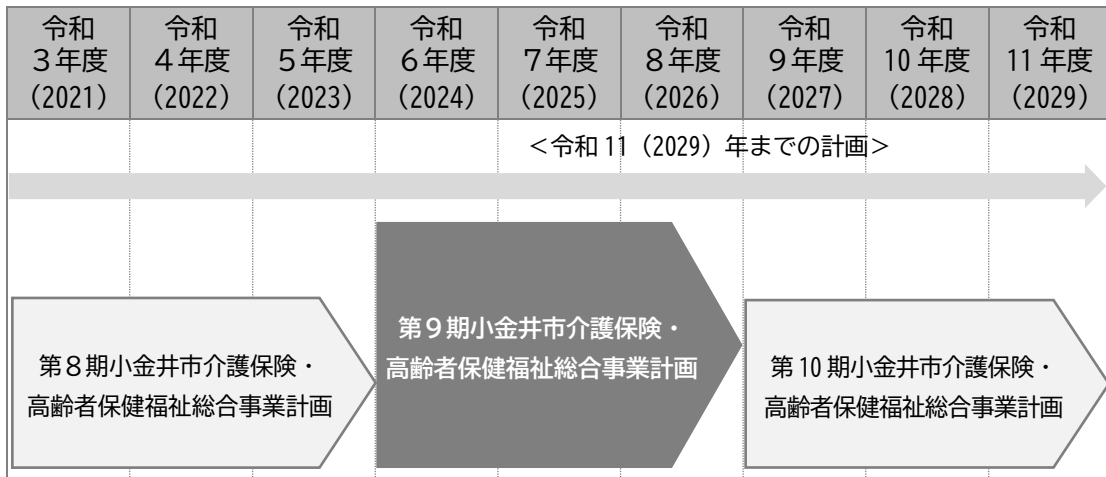 令和
３年度
(2021)
令和
４年度
(2022)
令和
５年度
(2023)
令和
６年度
(2024)
令和
７年度
(2025)
令和
８年度
(2026)
令和
９年度
(2027)
令和
10 年度
(2028)
令和
11 年度
(2029)
＜令和 11（2029）年までの計画＞
第８期小金井市介護保険・
高齢者保健福祉総合事業計画
第９期小金井市介護保険・
高齢者保健福祉総合事業計画
第 10 期小金井市介護保険・
高齢者保健福祉総合事業計画